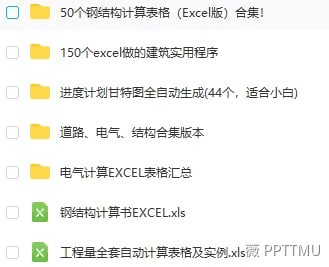 50个钢结构计算表格（Excel版）合集！
150个excel做的建筑实用程序
进度计划甘特图全自动生成(44个，适合小白)
道路、电气、结构合集版本
电气计算EXCEL表格汇总
钢结构计算书EXCEL.xls
工程量全套自动计算表格及实例.xls
薇 PPTTMU